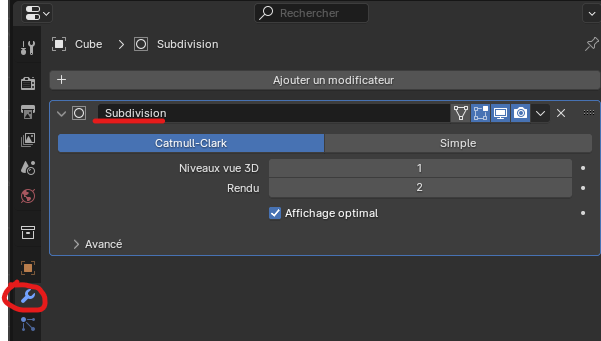 Rechercher
Cube > Subdivision
+ Ajouter un modificateur
Subdivision
Catmull-Clark Simple
Niveaux vue 3D 1
Rendu 2
Affichage optimal
Avancé